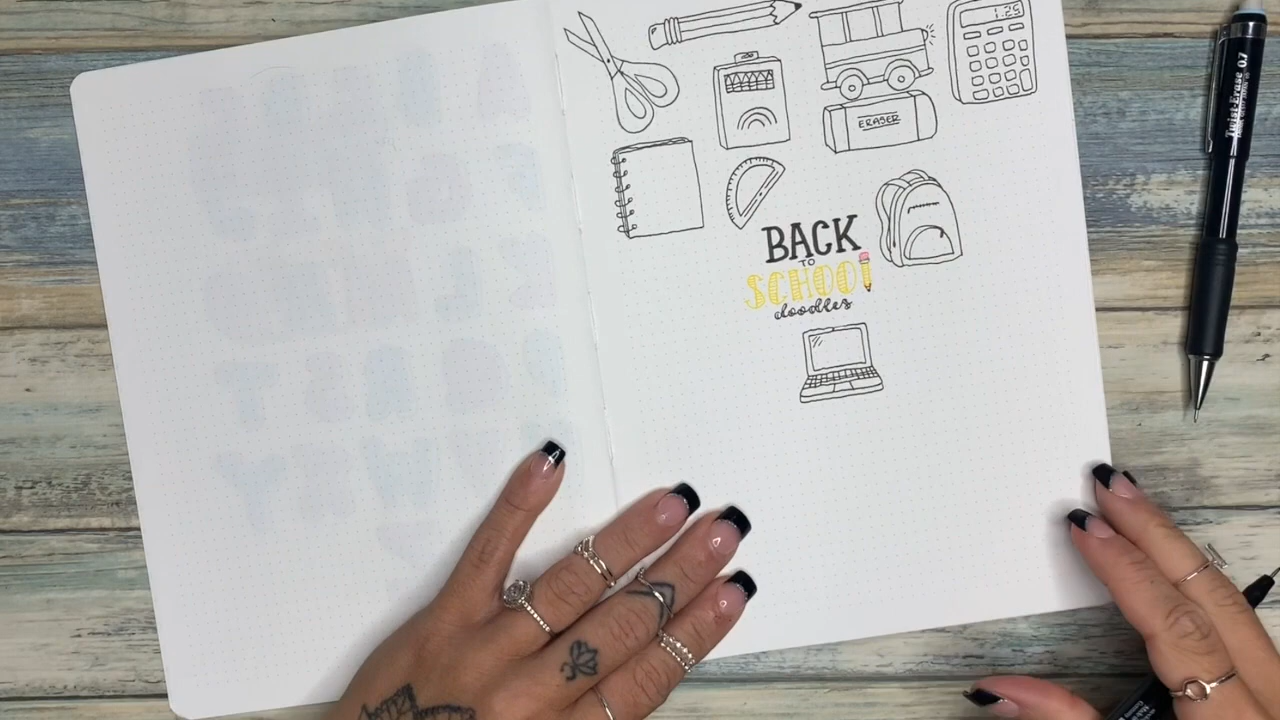 1.25
ERASER
BACK
TO
SCHOOl
doodles
Twist-Erase 0.7